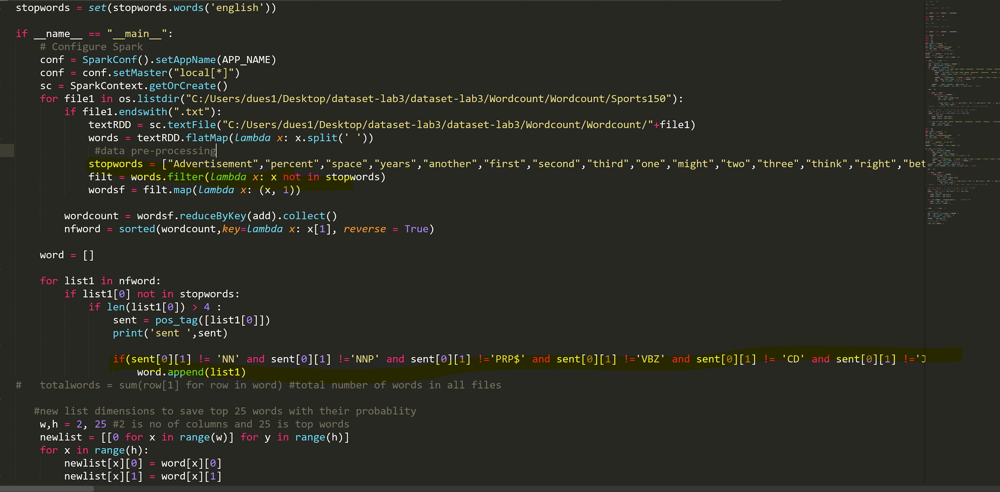 stopwords = set(stopwords.words('english'))
if __name__ == "__main__":
# Configure Spark
conf = SparkConf().setAppName(APP_NAME)
conf = conf.setMaster("local[*]")
sc = SparkContext.getOrCreate()
for file1 in os.listdir("C:/Users/dues1/Desktop/dataset-lab3/dataset-lab3/Wordcount/Wordcount/Sports150"):
if file1.endswith(".txt"):
textRDD = sc.textFile("C:/Users/dues1/Desktop/dataset-lab3/dataset-lab3/Wordcount/Wordcount/"+file1)
words = textRDD.flatMap(lambda x: x.split(' '))
#data pre-processing
stopwords = ["Advertisement","percent","space","years","another","first","second","third","one","might","two","three","think","right","bet
filt = words.filter(lambda x: x not in stopwords)
wordsf = filt.map(lambda x: (x, 1))
wordcount = wordsf.reduceByKey(add).collect()
nfword = sorted(wordcount,key=lambda x: x[1], reverse = True)
word = []
for list1 in nfword:
if list1[0] not in stopwords:
if len(list1[0]) > 4 :
sent = pos_tag([list1[0]])
print('sent ',sent)
if(sent[0][1] != 'NN' and sent[0][1] !='NNP' and sent[0][1] !='PRP$' and sent[0][1] !='VBZ' and sent[0][1] != 'CD' and sent[0][1] !='J
word.append(list1)
# totalwords = sum(row[1] for row in word) #total number of words in all files
#new list dimensions to save top 25 words with their probablity
w,h = 2, 25 #2 is no of columns and 25 is top words
newlist = [[0 for x in range(w)] for y in range(h)]
for x in range(h):
newlist[x][0] = word[x][0]
newlist[x][1] = word[x][1]